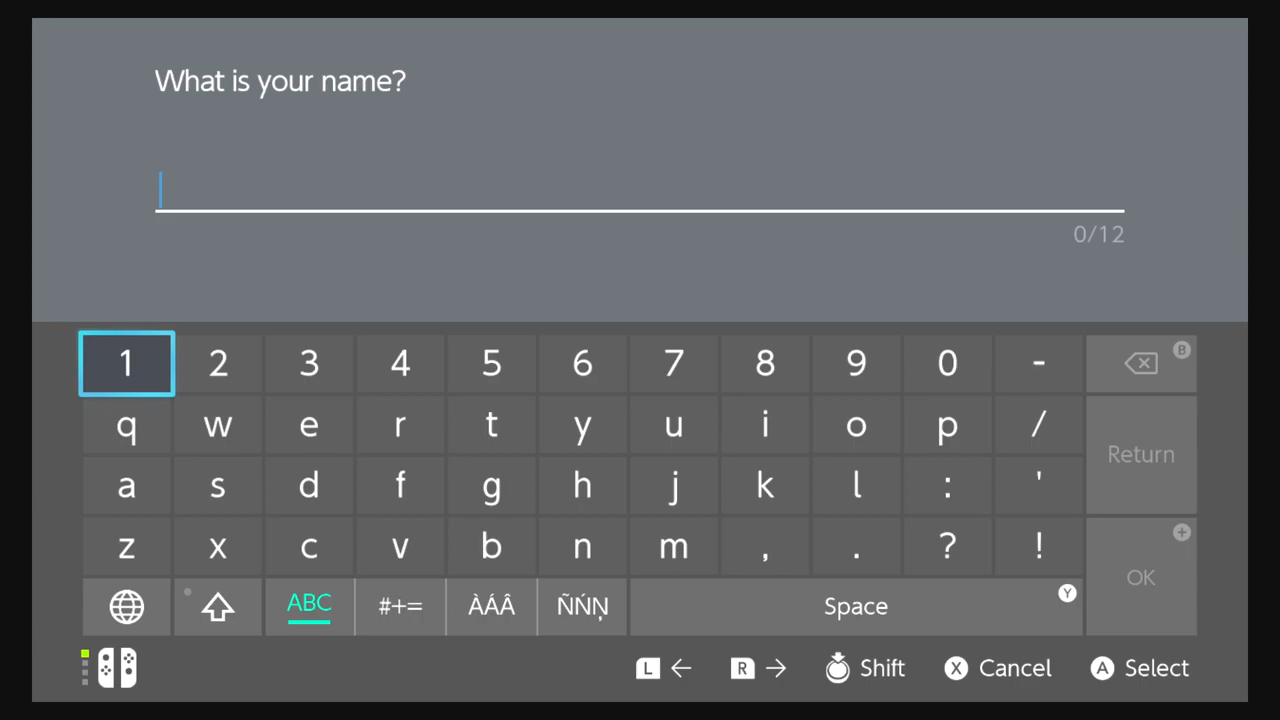 What is your name?
0/12
1 2 3 4 5 6 7 8 9 0 - B
q w e r t y u i o p /
Return
a s d f g h j k l : '
z x c v b n m , . ? ! +
OK
ABC #+= ÀÁÂ ÑŃŅ Space Y
L ← R → Shift X Cancel A Select